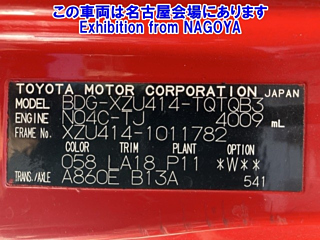 この車両は名古屋会場にあります
Exhibition from NAGOYA
TOYOTA MOTOR CORPORATION JAPAN
MODEL BDG-XZU414-TQTQB3
ENGINE N04C-TJ 4009 mL
FRAME No. XZU414-1011782
COLOR TRIM PLANT
058 LA18 P11 *W**
TRANS./AXLE A860E B13A 541